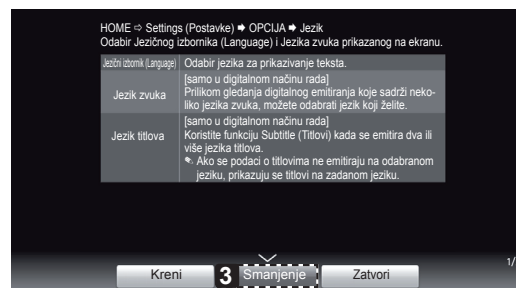 HOME ⇨ Settings (Postavke) ➡ OPCIJA ➡ Jezik
Odabir Jezičnog izbornika (Language) i Jezika zvuka prikazanog na ekranu.
Jezični izbornik (Language) Odabir jezika za prikazivanje teksta.
[samo u digitalnom načinu rada]
Jezik zvuka Prilikom gledanja digitalnog emitiranja koje sadrži neko-
liko jezika zvuka, možete odabrati jezik koji želite.
[samo u digitalnom načinu rada]
Jezik titlova Koristite funkciju Subtitle (Titlovi) kada se emitira dva ili
više jezika titlova.
✎ Ako se podaci o titlovima ne emitiraju na odabranom
jeziku, prikazuju se titlovi na zadanom jeziku.
1/
Kreni 3 Smanjenje Zatvori